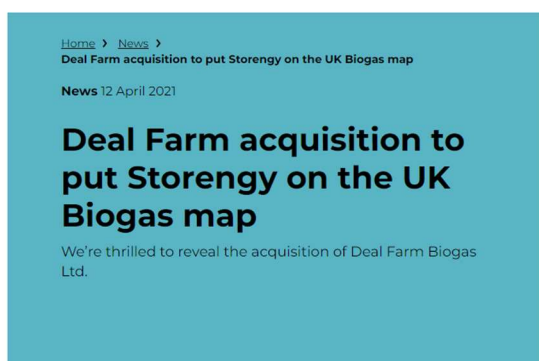 Home > News >
Deal Farm acquisition to put Storengy on the UK Biogas map
News 12 April 2021
Deal Farm acquisition to
put Storengy on the UK
Biogas map
We're thrilled to reveal the acquisition of Deal Farm Biogas
Ltd.